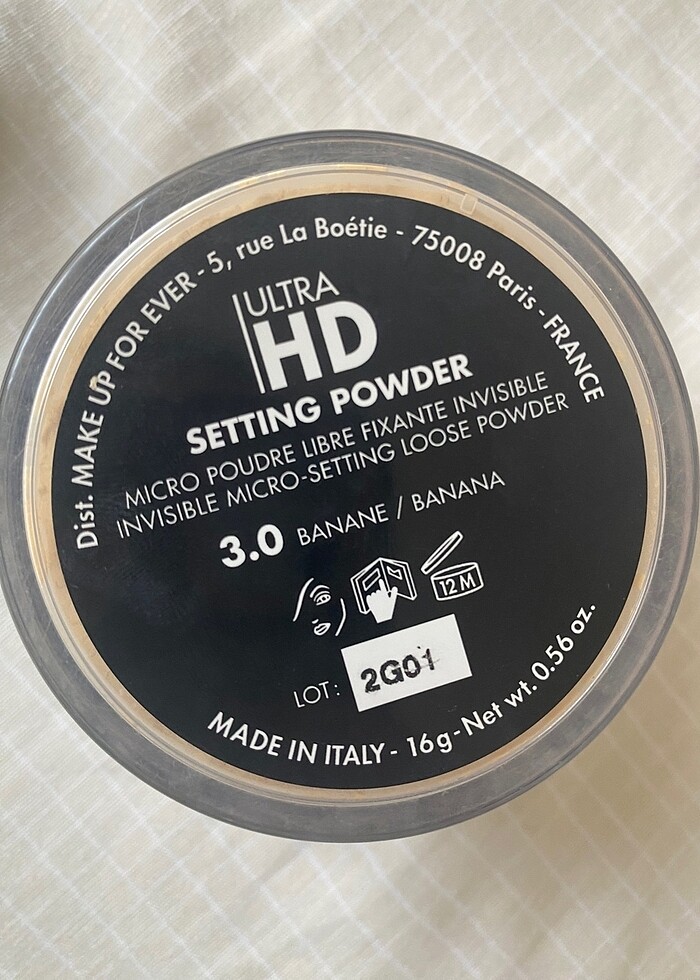 Dist. MAKE UP FOR EVER - 5, rue La Boétie - 75008 Paris - FRANCE
ULTRA
HD
SETTING POWDER
MICRO POUDRE LIBRE FIXANTE INVISIBLE
INVISIBLE MICRO-SETTING LOOSE POWDER
3.0 BANANE / BANANA
12 M
LOT: 2G01
MADE IN ITALY - 16g - Net wt. 0.56 oz.